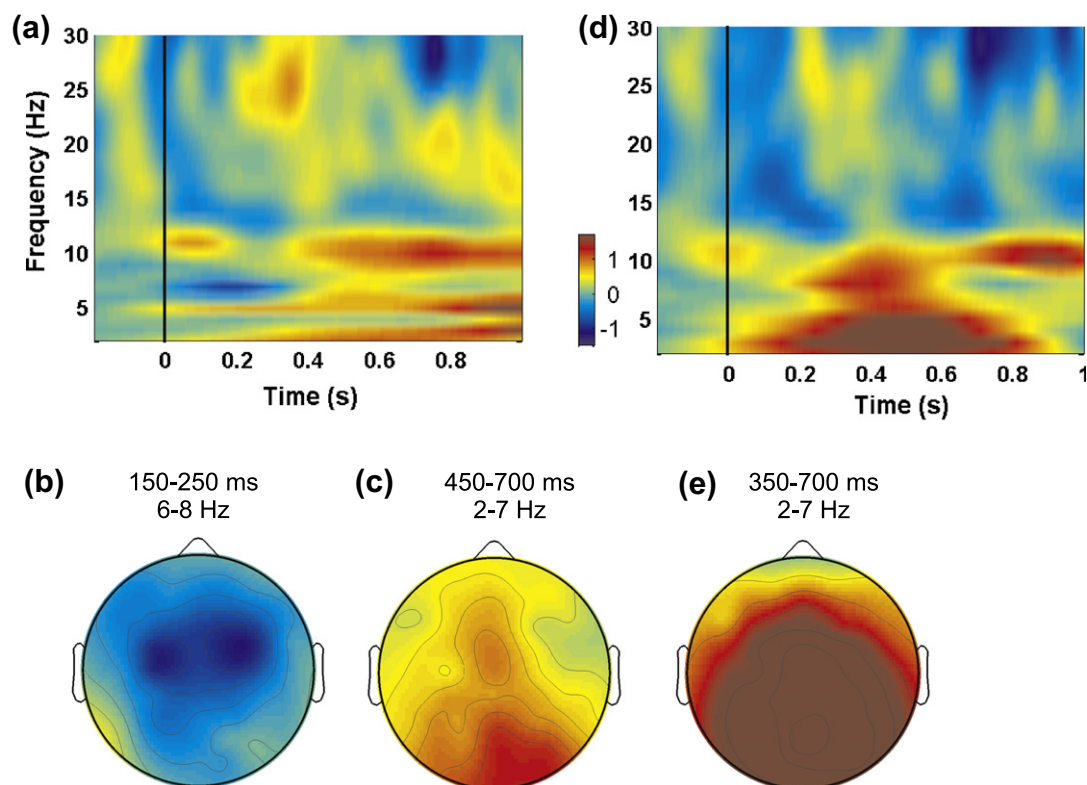 (a)
30
25
20
15
10
5
Frequency (Hz)
0 0.2 0.4 0.6 0.8
Time (s)
1
0
-1
(d)
30
25
20
15
10
5
0 0.2 0.4 0.6 0.8 1
Time (s)
(b)
150-250 ms
6-8 Hz
(c)
450-700 ms
2-7 Hz
(e)
350-700 ms
2-7 Hz